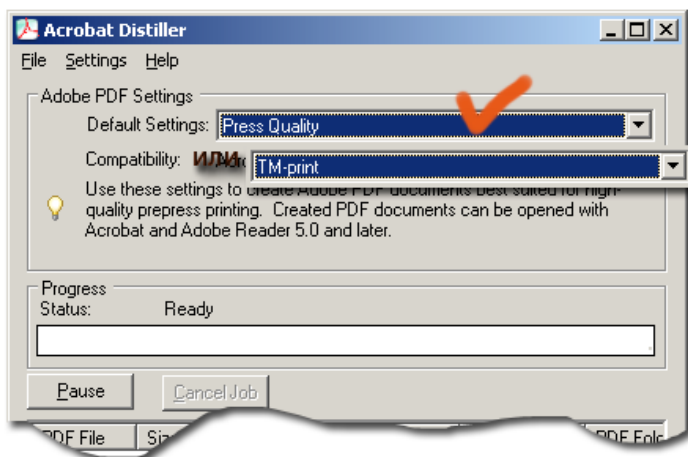 Acrobat Distiller
File Settings Help
Adobe PDF Settings
Default Settings: Press Quality
Compatibility: ИЛИ TM-print
Use these settings to create Adobe PDF documents best suited for high-
quality prepress printing. Created PDF documents can be opened with
Acrobat and Adobe Reader 5.0 and later.
Progress
Status: Ready
Pause Cancel Job
PDF File PDF Fold